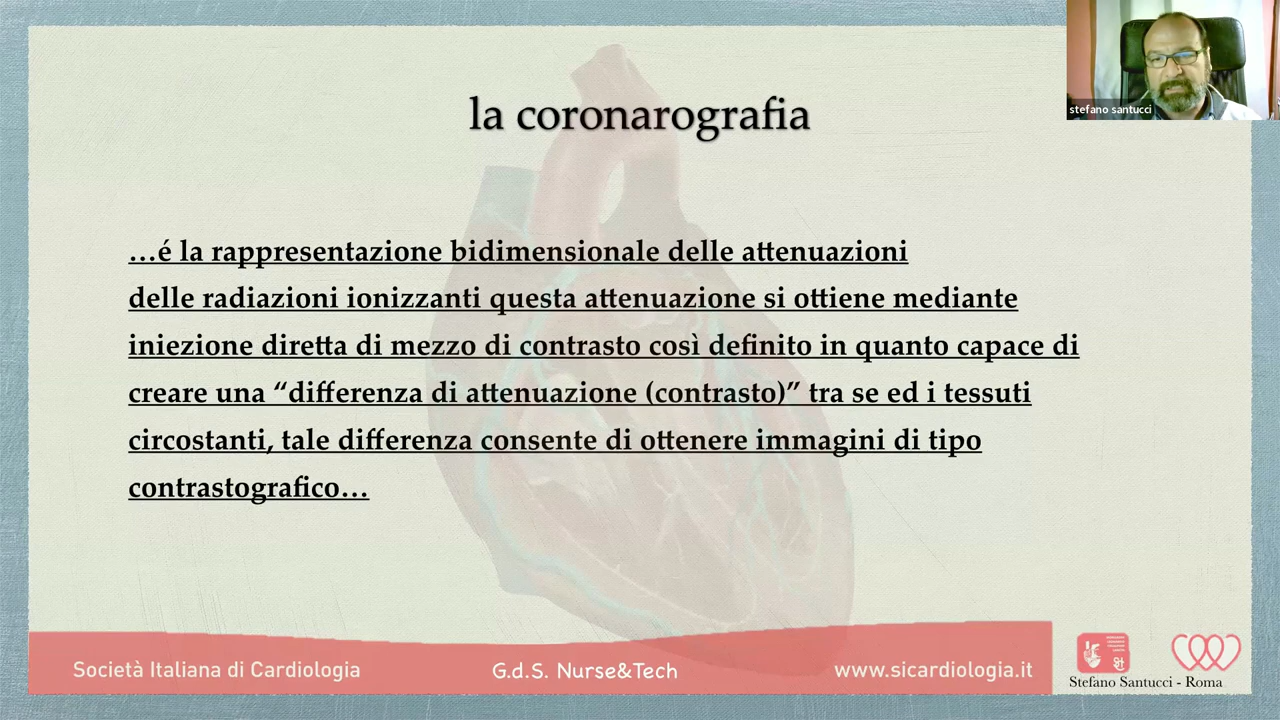 la coronarografia
stefano santucci
…é la rappresentazione bidimensionale delle attenuazioni
delle radiazioni ionizzanti questa attenuazione si ottiene mediante
iniezione diretta di mezzo di contrasto così definito in quanto capace di
creare una “differenza di attenuazione (contrasto)” tra se ed i tessuti
circostanti, tale differenza consente di ottenere immagini di tipo
contrastografico…
Società Italiana di Cardiologia
G.d.S. Nurse&Tech
www.sicardiologia.it
Stefano Santucci - Roma